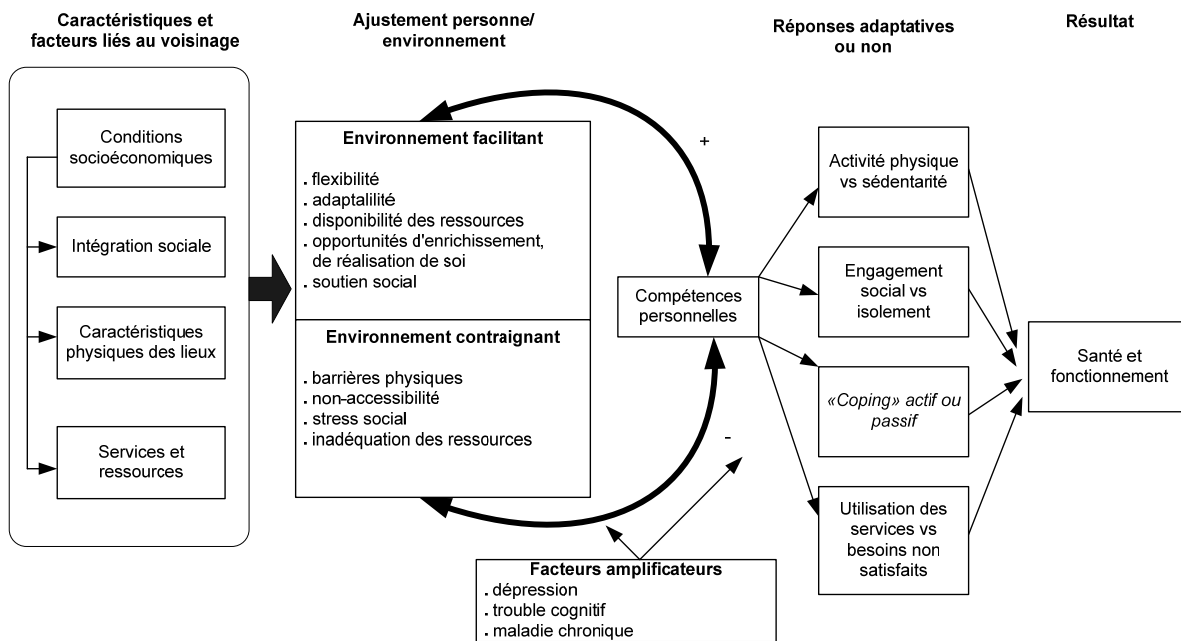 Caractéristiques et
facteurs liés au voisinage
Conditions
socioéconomiques
Intégration sociale
Caractéristiques
physiques des lieux
Services et
ressources
Ajustement personne/
environnement
Environnement facilitant
. flexibilité
. adaptalilité
. disponibilité des ressources
. opportunités d'enrichissement,
de réalisation de soi
. soutien social
Environnement contraignant
. barrières physiques
. non-accessibilité
. stress social
. inadéquation des ressources
+
-
Compétences
personnelles
Facteurs amplificateurs
. dépression
. trouble cognitif
. maladie chronique
Réponses adaptatives
ou non
Activité physique
vs sédentarité
Engagement
social vs
isolement
«Coping» actif ou
passif
Utilisation des
services vs
besoins non
satisfaits
Résultat
Santé et
fonctionnement